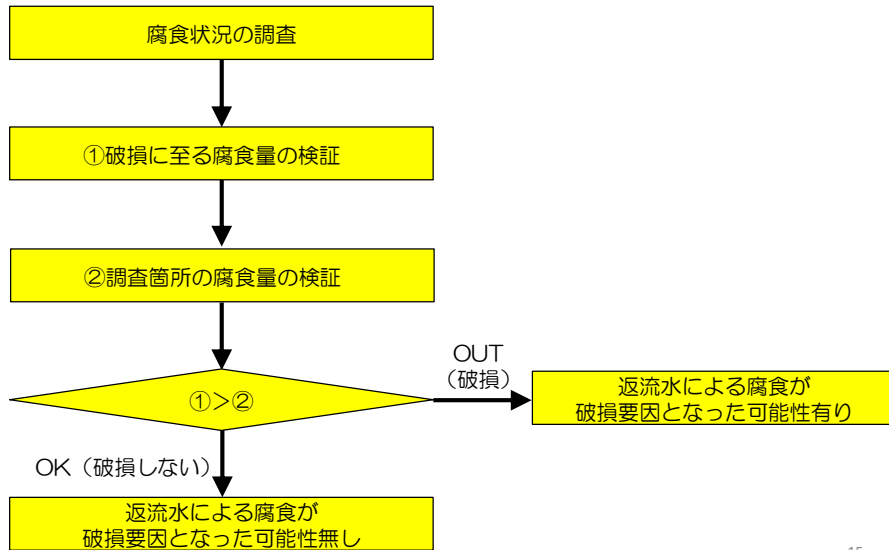 腐食状況の調査
①破損に至る腐食量の検証
②調査箇所の腐食量の検証
①>②
OUT
（破損）
返流水による腐食が
破損要因となった可能性有り
OK（破損しない）
返流水による腐食が
破損要因となった可能性無し
15